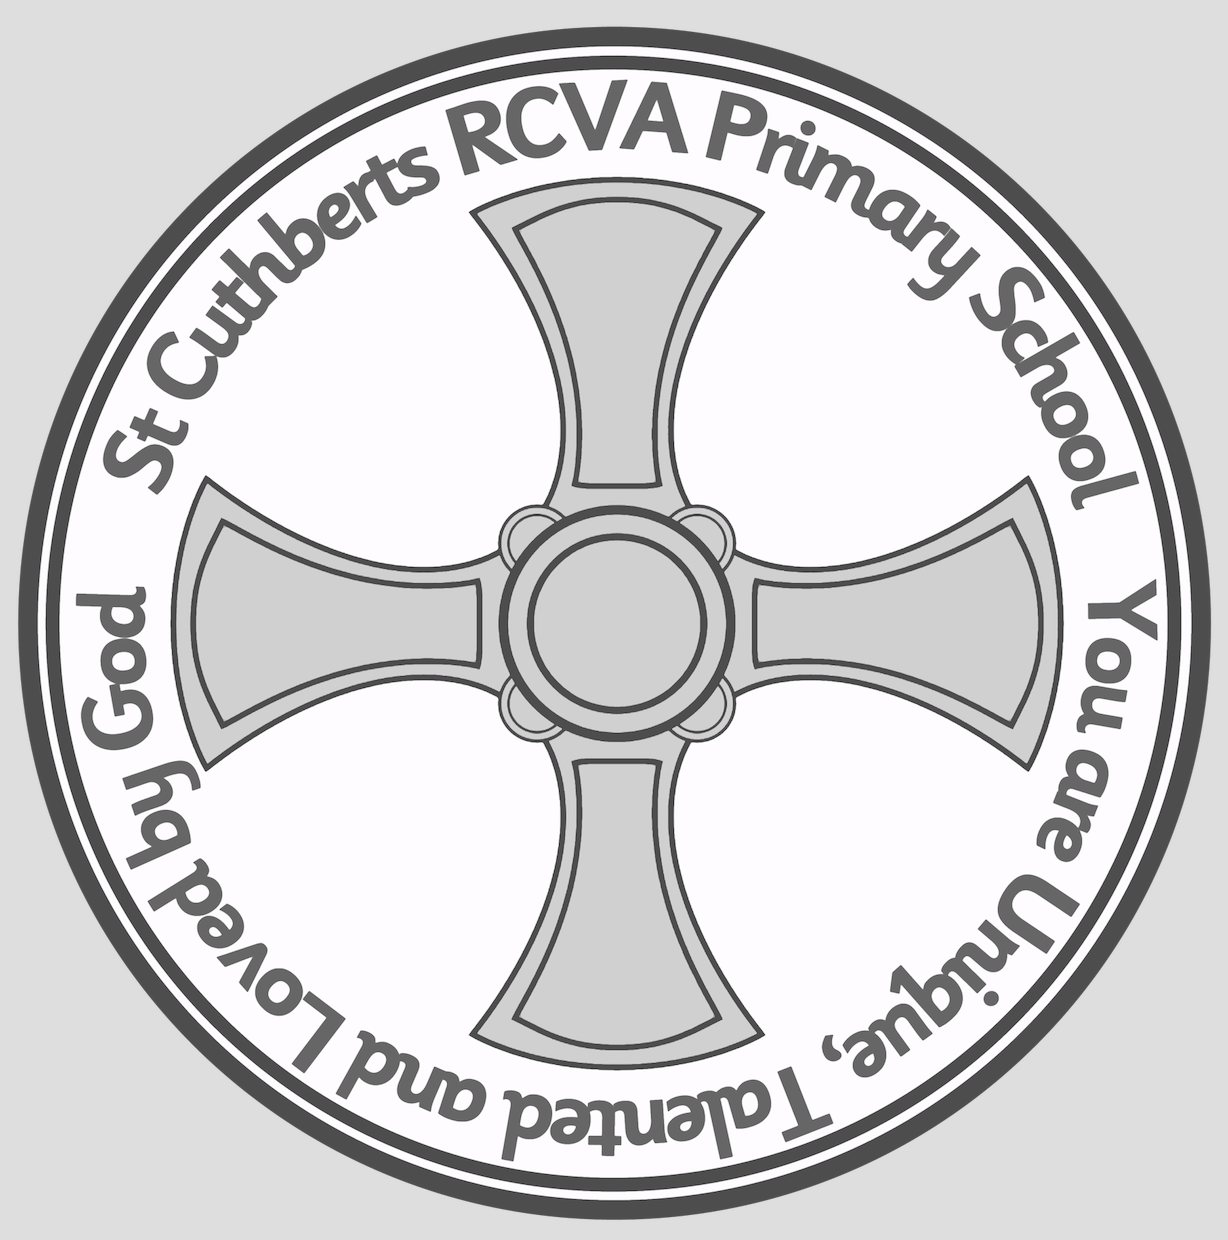 St Cuthberts RCVA Primary School
You are Unique, Talented and Loved by God